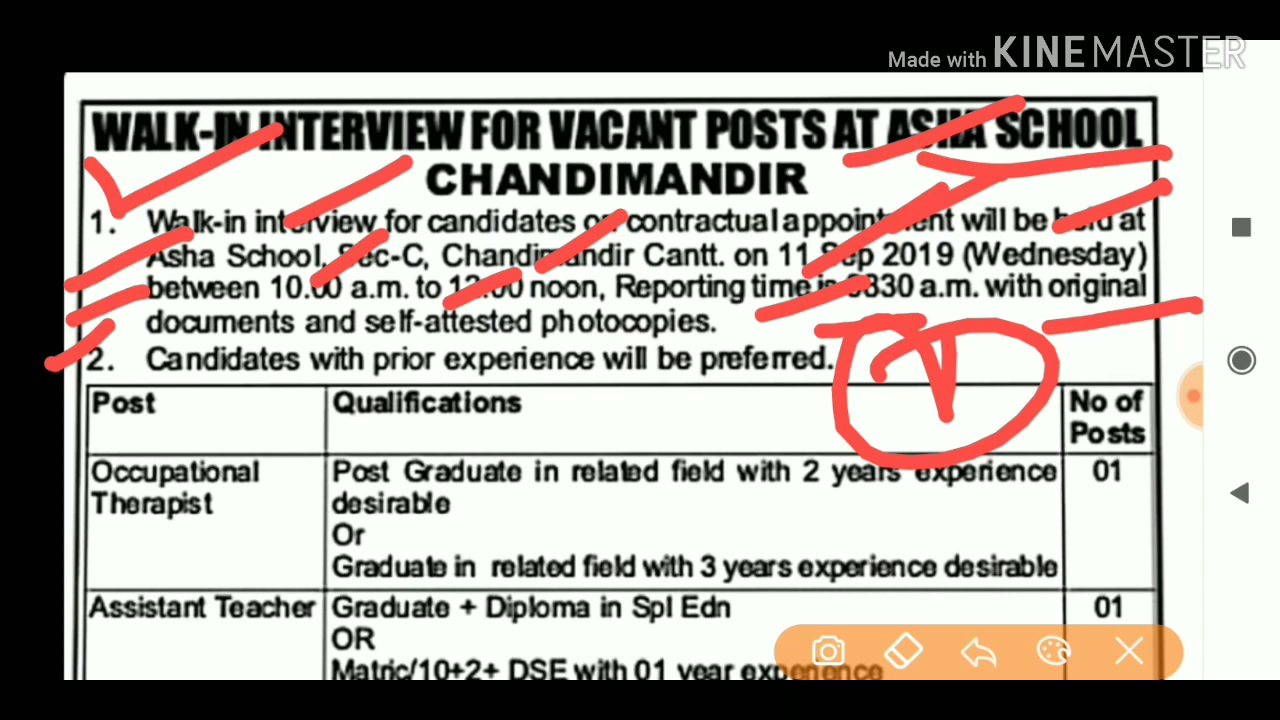 Made with KINEMASTER
WALK-IN INTERVIEW FOR VACANT POSTS AT ASHA SCHOOL
CHANDIMANDIR
1. Walk-in interview for candidates on contractual appointment will be held at
Asha School, Sec-C, Chandimandir Cantt. on 11 Sep 2019 (Wednesday)
between 10.00 a.m. to 12.00 noon, Reporting time is 0830 a.m. with original
documents and self-attested photocopies.
2. Candidates with prior experience will be preferred.
Post Qualifications No of
Posts
Occupational Post Graduate in related field with 2 years experience 01
Therapist desirable
Or
Graduate in related field with 3 years experience desirable
Assistant Teacher Graduate + Diploma in Spl Edn 01
OR
Matric/10+2+ DSE with 01 year experience